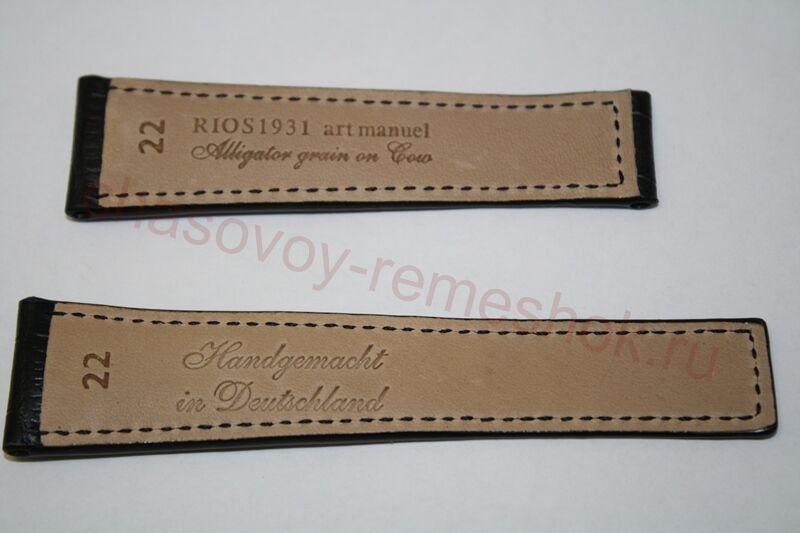 22
RIOS1931 art manuel
Alligator grain on Cow
chasovoy-remeshok.ru
22
Handgemacht
in Deutschland